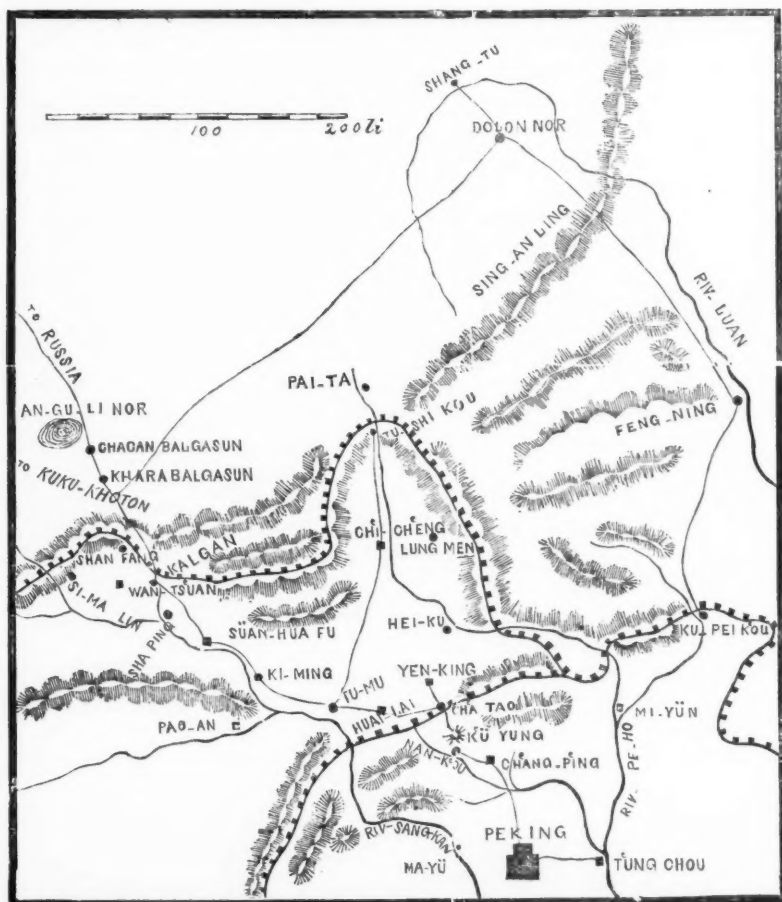 SHANG-TU
100 200 li
DOLON NOR
SING-AN LING
RIV-LUAN
TO RUSSIA
PAI-TA
AN-GU-LI NOR
TU-SHI KOU
FENG-NING
CHAGAN BALGASUN
TO KUKU-KHOTON
KHARA BALGASUN
KALGAN
CHI-CHENG
SHAN FANG
LUNG MEN
WAN-TSUAN
SI-MA LIN
SÜAN-HUA FU
HEI-KU
KU PEI KOU
SHA PING
KI-MING
YEN-KING
TU-MU
CHA TAO
HUAI-LAI
MI-YÜN
PAO-AN
KÜ YUNG
NAN-KOU
CHANG-PING
RIV-PE-HO
RIV-SANG-KAN
PEKING
MA-YÜ
TUNG CHOU